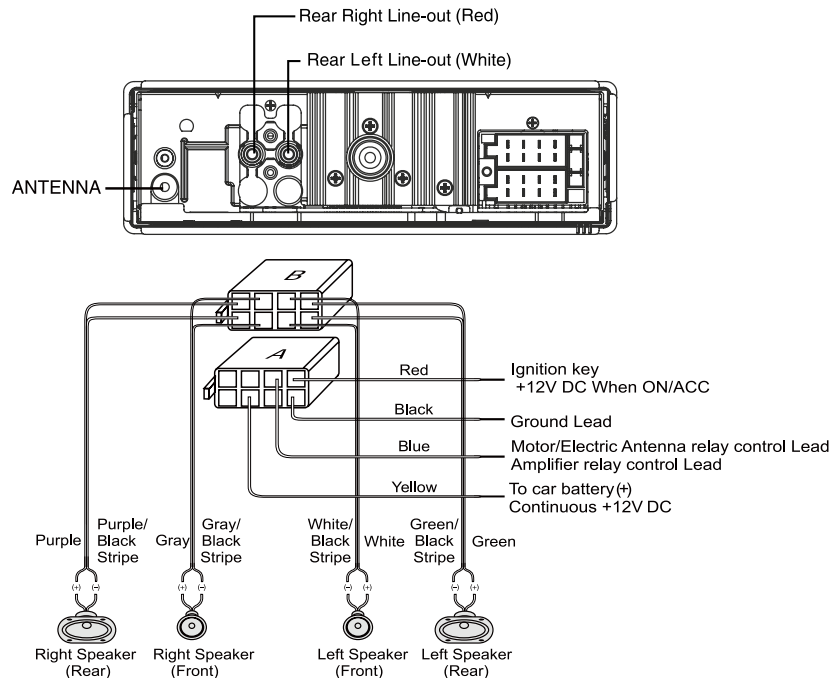 Rear Right Line-out (Red)
Rear Left Line-out (White)
ANTENNA
B
A
Red
Ignition key
+12V DC When ON/ACC
Black
Ground Lead
Blue
Motor/Electric Antenna relay control Lead
Amplifier relay control Lead
Yellow
To car battery(+)
Continuous +12V DC
Purple
Purple/
Black
Stripe
Gray
Gray/
Black
Stripe
White/
Black
Stripe
White
Green/
Black
Stripe
Green
(+) (-)
(+) (-)
(+) (-)
(-) (+)
Right Speaker
(Rear)
Right Speaker
(Front)
Left Speaker
(Front)
Left Speaker
(Rear)